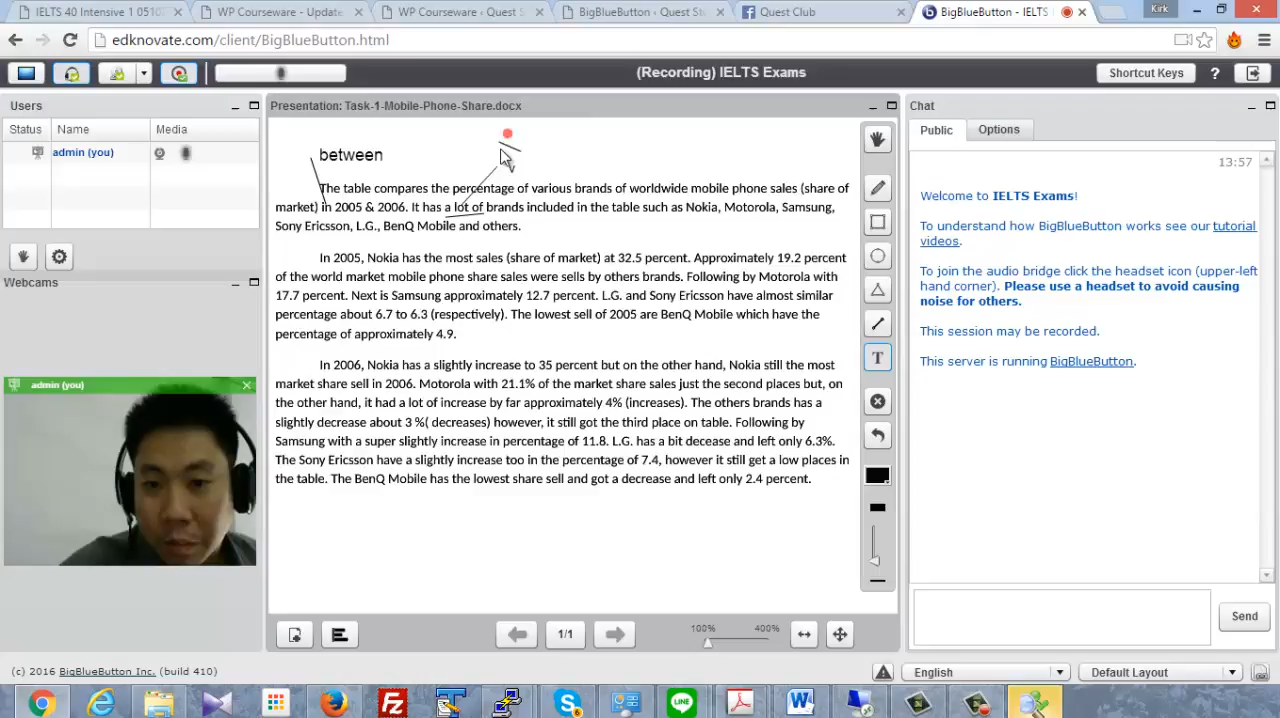 IELTS 40 Intensive 1 0510
WP Courseware - Update
WP Courseware ‹ Quest S
BigBlueButton ‹ Quest S
Quest Club
BigBlueButton - IELTS
Kirk
edknovate.com/client/BigBlueButton.html
(Recording) IELTS Exams
Shortcut Keys
?
Users
Status Name Media
admin (you)
Webcams
admin (you)
Presentation: Task-1-Mobile-Phone-Share.docx
between
The table compares the percentage of various brands of worldwide mobile phone sales (share of
market) in 2005 & 2006. It has a lot of brands included in the table such as Nokia, Motorola, Samsung,
Sony Ericsson, L.G., BenQ Mobile and others.
In 2005, Nokia has the most sales (share of market) at 32.5 percent. Approximately 19.2 percent
of the world market mobile phone share sales were sells by others brands. Following by Motorola with
17.7 percent. Next is Samsung approximately 12.7 percent. L.G. and Sony Ericsson have almost similar
percentage about 6.7 to 6.3 (respectively). The lowest sell of 2005 are BenQ Mobile which have the
percentage of approximately 4.9.
In 2006, Nokia has a slightly increase to 35 percent but on the other hand, Nokia still the most
market share sell in 2006. Motorola with 21.1% of the market share sales just the second places but, on
the other hand, it had a lot of increase by far approximately 4% (increases). The others brands has a
slightly decrease about 3 %( decreases) however, it still got the third place on table. Following by
Samsung with a super slightly increase in percentage of 11.8. L.G. has a bit decease and left only 6.3%.
The Sony Ericsson have a slightly increase too in the percentage of 7.4, however it still get a low places in
the table. The BenQ Mobile has the lowest share sell and got a decrease and left only 2.4 percent.
T
1/1
100% 400%
Chat
Public Options
13:57
Welcome to IELTS Exams!
To understand how BigBlueButton works see our tutorial
videos.
To join the audio bridge click the headset icon (upper-left
hand corner). Please use a headset to avoid causing
noise for others.
This session may be recorded.
This server is running BigBlueButton.
Send
(c) 2016 BigBlueButton Inc. (build 410)
English
Default Layout